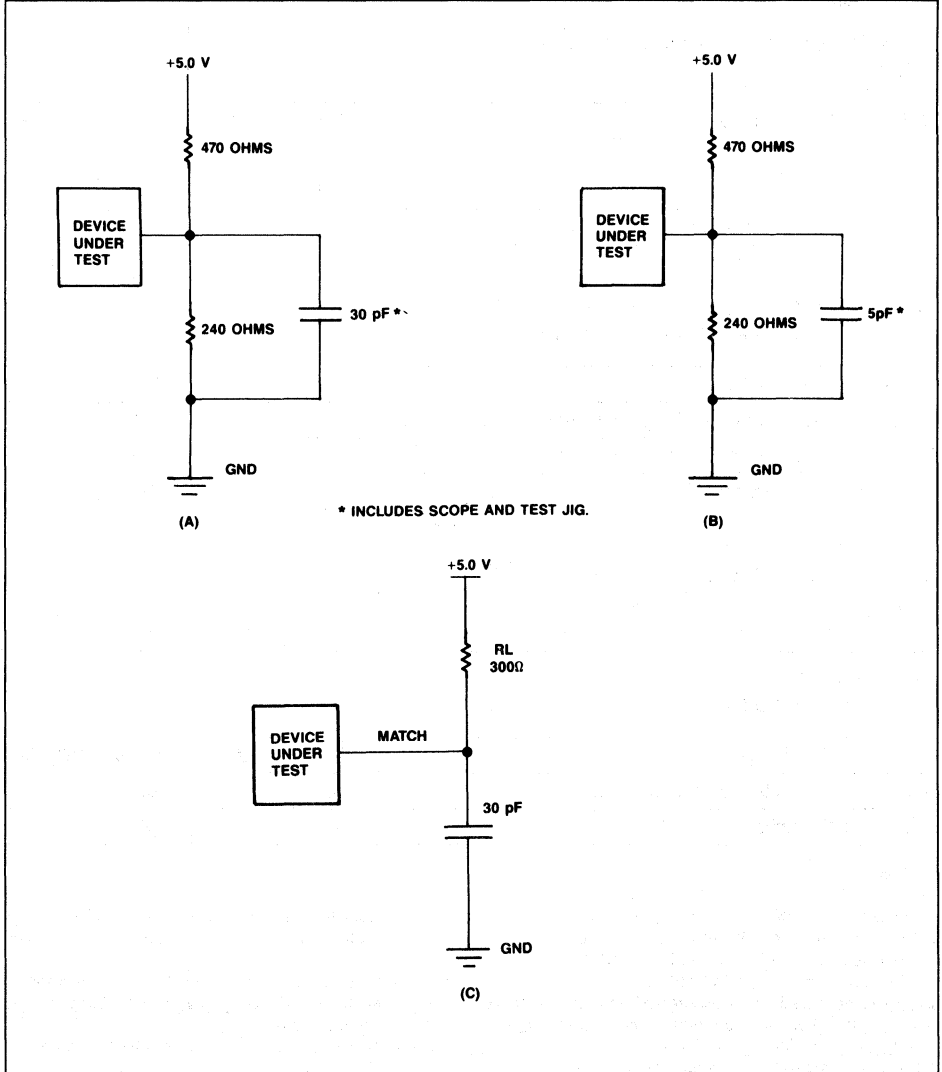 +5.0 V
470 OHMS
DEVICE
UNDER
TEST
30 pF *
240 OHMS
GND
(A)
+5.0 V
470 OHMS
DEVICE
UNDER
TEST
5pF *
240 OHMS
GND
(B)
* INCLUDES SCOPE AND TEST JIG.
+5.0 V
RL
300Ω
DEVICE
UNDER
TEST
MATCH
30 pF
GND
(C)